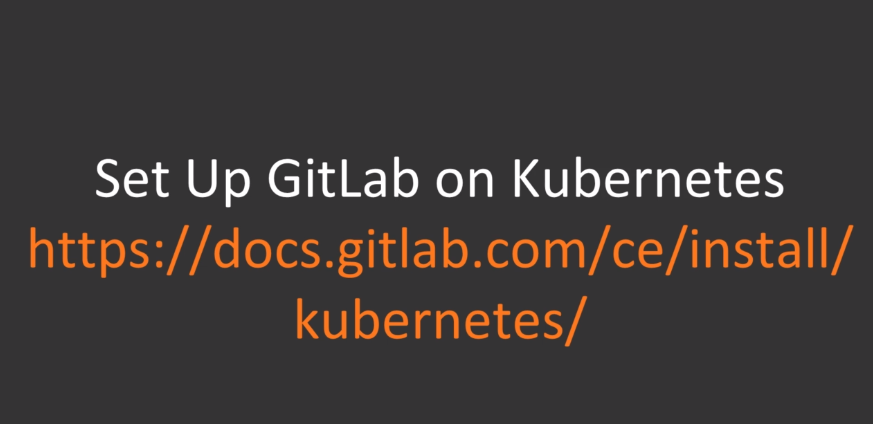 Set Up GitLab on Kubernetes
https://docs.gitlab.com/ce/install/
kubernetes/